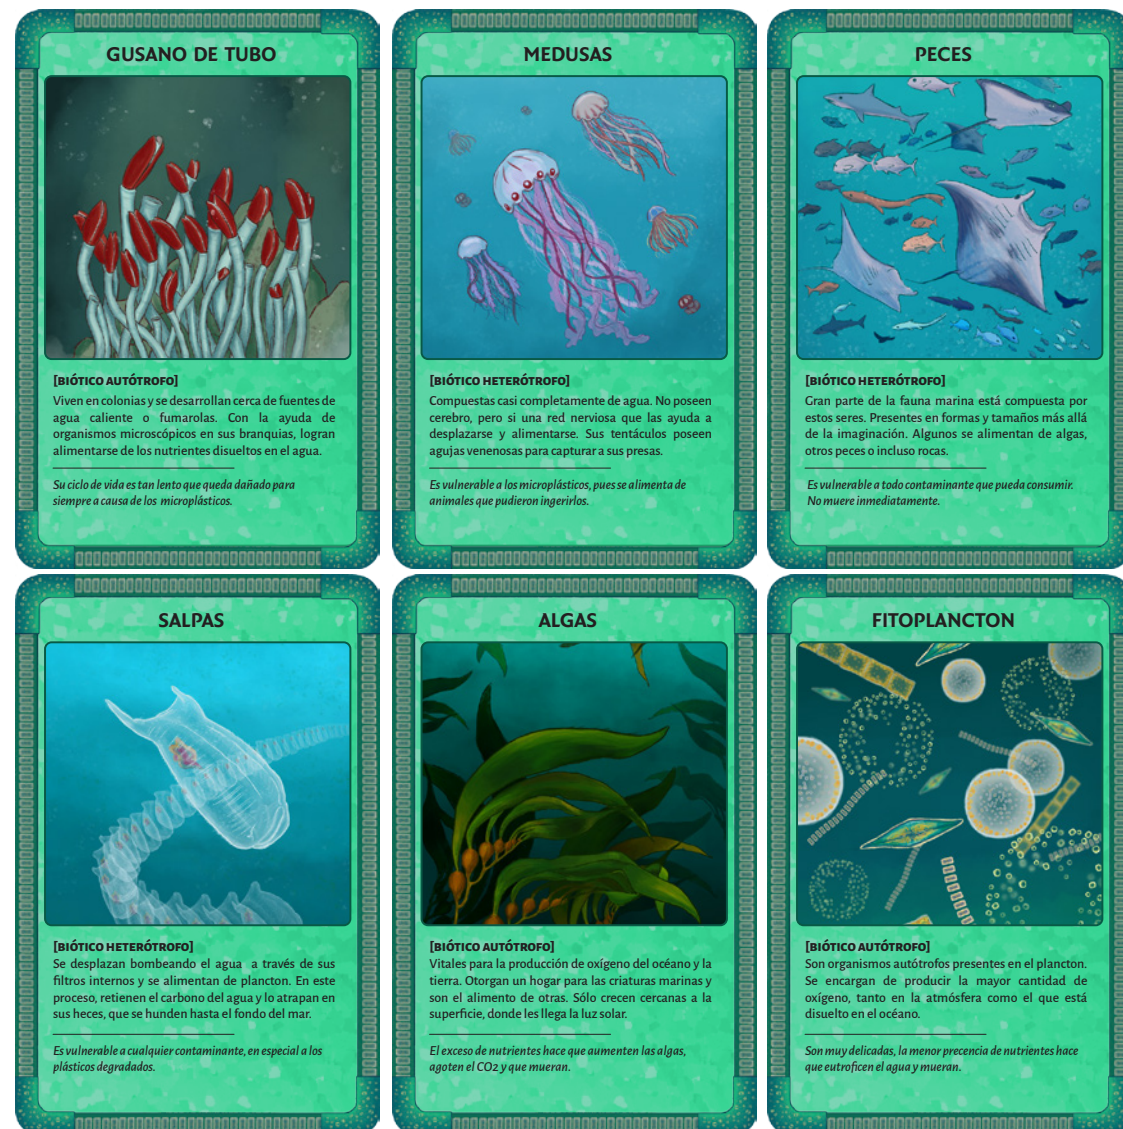 GUSANO DE TUBO
[BIÓTICO AUTÓTROFO]
Viven en colonias y se desarrollan cerca de fuentes de
agua caliente o fumarolas. Con la ayuda de
organismos microscópicos en sus branquias, logran
alimentarse de los nutrientes disueltos en el agua.
Su ciclo de vida es tan lento que queda dañado para
siempre a causa de los microplásticos.
MEDUSAS
[BIÓTICO HETERÓTROFO]
Compuestas casi completamente de agua. No poseen
cerebro, pero si una red nerviosa que las ayuda a
desplazarse y alimentarse. Sus tentáculos poseen
agujas venenosas para capturar a sus presas.
Es vulnerable a los microplásticos, pues se alimenta de
animales que pudieron ingerirlos.
PECES
[BIÓTICO HETERÓTROFO]
Gran parte de la fauna marina está compuesta por
estos seres. Presentes en formas y tamaños más allá
de la imaginación. Algunos se alimentan de algas,
otros peces o incluso rocas.
Es vulnerable a todo contaminante que pueda consumir.
No muere inmediatamente.
SALPAS
[BIÓTICO HETERÓTROFO]
Se desplazan bombeando el agua a través de sus
filtros internos y se alimentan de plancton. En este
proceso, retienen el carbono del agua y lo atrapan en
sus heces, que se hunden hasta el fondo del mar.
Es vulnerable a cualquier contaminante, en especial a los
plásticos degradados.
ALGAS
[BIÓTICO AUTÓTROFO]
Vitales para la producción de oxígeno del océano y la
tierra. Otorgan un hogar para las criaturas marinas y
son el alimento de otras. Sólo crecen cercanas a la
superficie, donde les llega la luz solar.
El exceso de nutrientes hace que aumenten las algas,
agoten el CO2 y que mueran.
FITOPLANCTON
[BIÓTICO AUTÓTROFO]
Son organismos autótrofos presentes en el plancton.
Se encargan de producir la mayor cantidad de
oxígeno, tanto en la atmósfera como el que está
disuelto en el océano.
Son muy delicadas, la menor precencia de nutrientes hace
que eutroficen el agua y mueran.